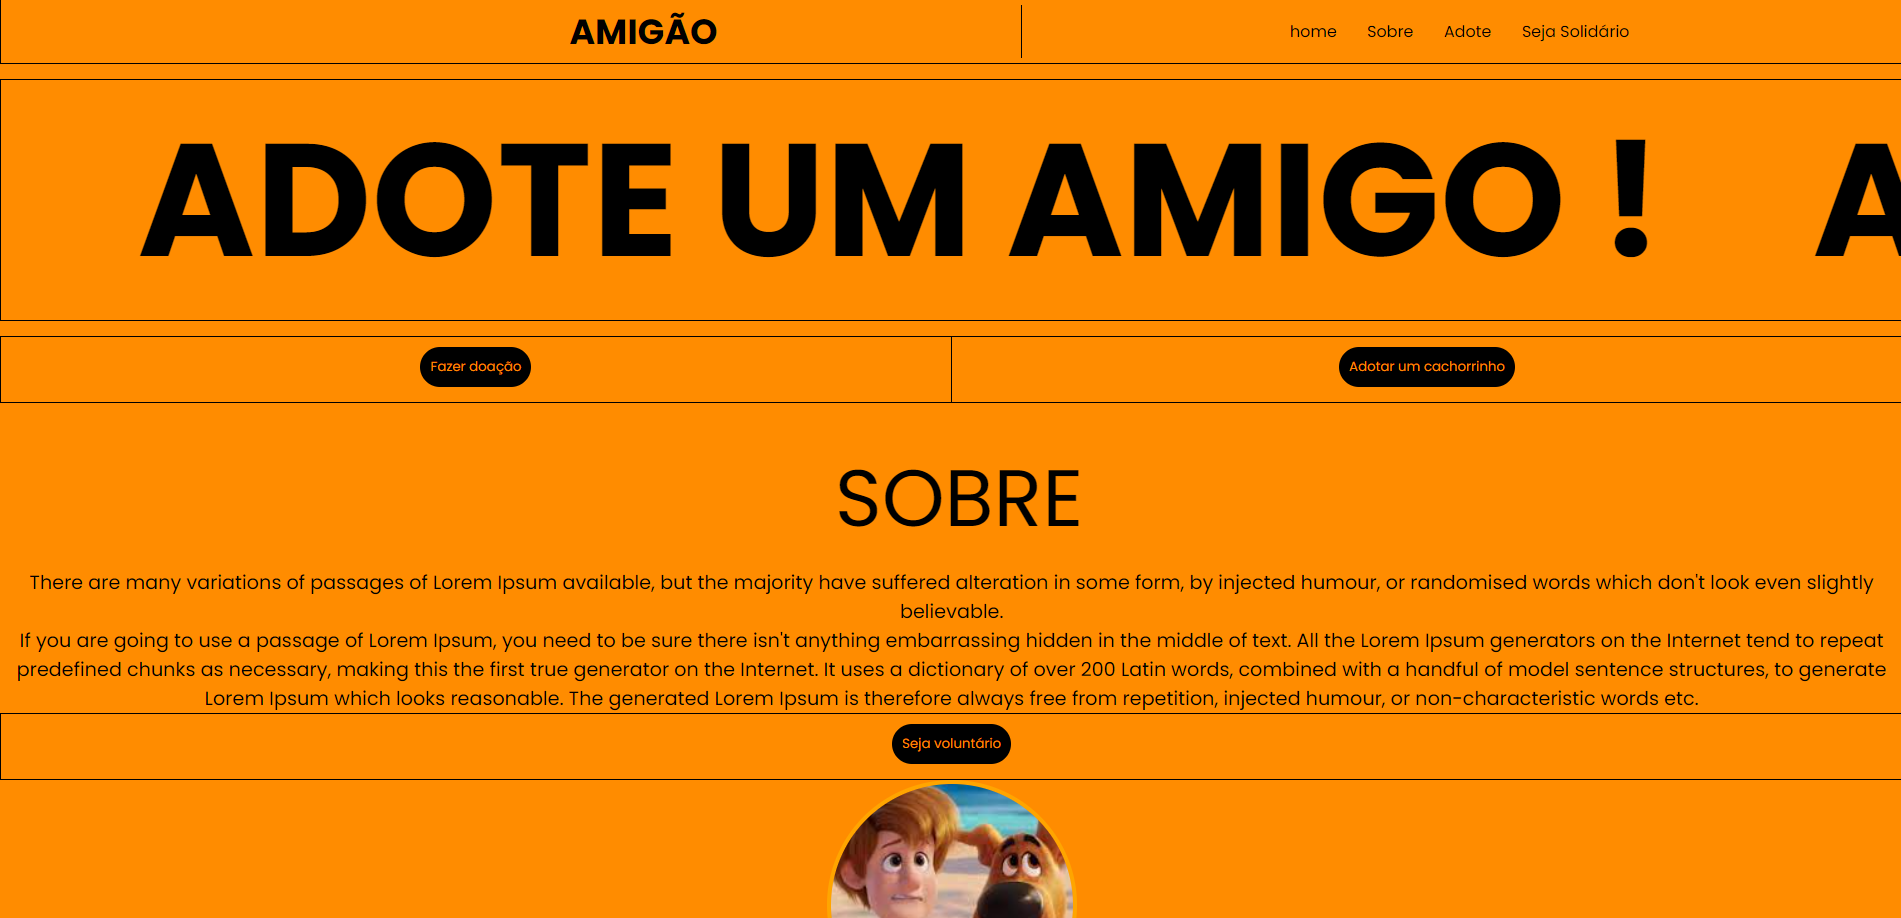 AMIGÃO
home Sobre Adote Seja Solidário
ADOTE UM AMIGO ! A
Fazer doação
Adotar um cachorrinho
SOBRE
There are many variations of passages of Lorem Ipsum available, but the majority have suffered alteration in some form, by injected humour, or randomised words which don't look even slightly
believable.
If you are going to use a passage of Lorem Ipsum, you need to be sure there isn't anything embarrassing hidden in the middle of text. All the Lorem Ipsum generators on the Internet tend to repeat
predefined chunks as necessary, making this the first true generator on the Internet. It uses a dictionary of over 200 Latin words, combined with a handful of model sentence structures, to generate
Lorem Ipsum which looks reasonable. The generated Lorem Ipsum is therefore always free from repetition, injected humour, or non-characteristic words etc.
Seja voluntário